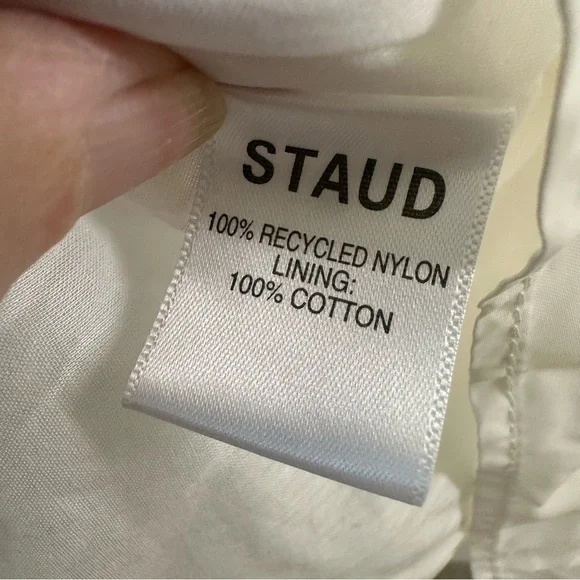 STAUD
100% RECYCLED NYLON
LINING:
100% COTTON